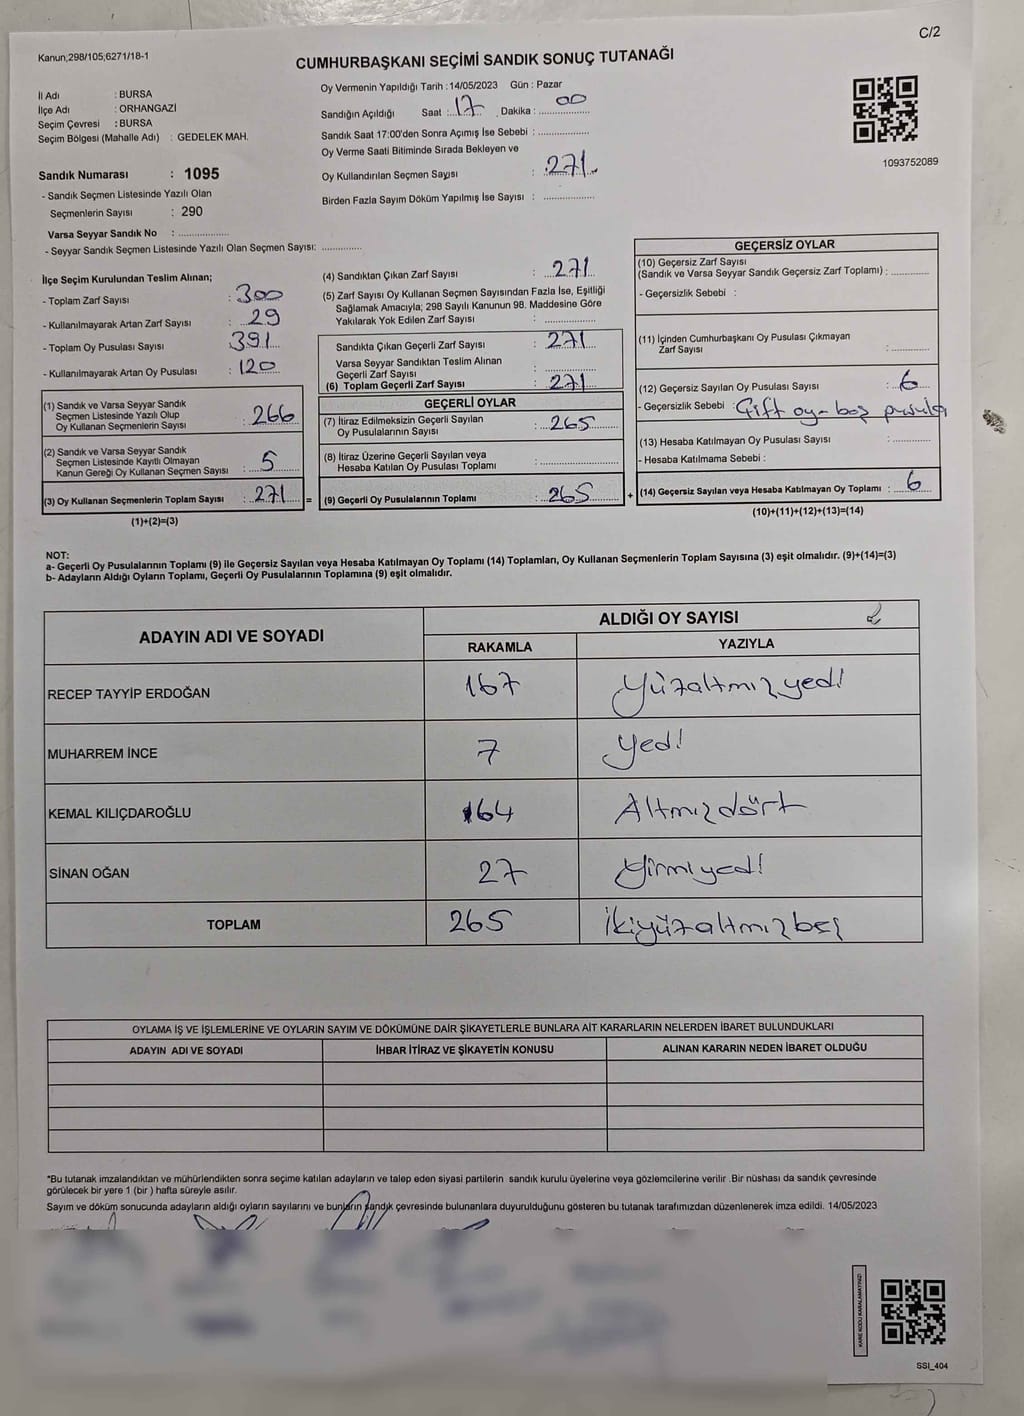 C/2
Kanun;298/105;6271/18-1
CUMHURBAŞKANI SEÇİMİ SANDIK SONUÇ TUTANAĞI
İl Adı : BURSA
İlçe Adı : ORHANGAZİ
Seçim Çevresi : BURSA
Seçim Bölgesi (Mahalle Adı) : GEDELEK MAH.
Sandık Numarası : 1095
- Sandık Seçmen Listesinde Yazılı Olan
Seçmenlerin Sayısı : 290
Varsa Seyyar Sandık No : ....................
- Seyyar Sandık Seçmen Listesinde Yazılı Olan Seçmen Sayısı: .............
Oy Vermenin Yapıldığı Tarih : 14/05/2023 Gün : Pazar
Sandığın Açıldığı Saat : 17 Dakika : 00
Sandık Saat 17:00'den Sonra Açımış İse Sebebi : ................
Oy Verme Saati Bitiminde Sırada Bekleyen ve
Oy Kullandırılan Seçmen Sayısı : 271
Birden Fazla Sayım Döküm Yapılmış İse Sayısı : ................
1093752089
İlçe Seçim Kurulundan Teslim Alınan;
- Toplam Zarf Sayısı : 300
- Kullanılmayarak Artan Zarf Sayısı : 29
- Toplam Oy Pusulası Sayısı : 391
- Kullanılmayarak Artan Oy Pusulası : 120
(1) Sandık ve Varsa Seyyar Sandık
Seçmen Listesinde Yazılı Olup
Oy Kullanan Seçmenlerin Sayısı : 266
(2) Sandık ve Varsa Seyyar Sandık
Seçmen Listesinde Kayıtlı Olmayan
Kanun Gereği Oy Kullanan Seçmen Sayısı : 5
(3) Oy Kullanan Seçmenlerin Toplam Sayısı : 271 =
(1)+(2)=(3)
(4) Sandıktan Çıkan Zarf Sayısı : 271
(5) Zarf Sayısı Oy Kullanan Seçmen Sayısından Fazla İse, Eşitliği
Sağlamak Amacıyla; 298 Sayılı Kanunun 98. Maddesine Göre
Yakılarak Yok Edilen Zarf Sayısı : ................
Sandıkta Çıkan Geçerli Zarf Sayısı : 271
Varsa Seyyar Sandıktan Teslim Alınan
Geçerli Zarf Sayısı : ................
(6) Toplam Geçerli Zarf Sayısı : 271
GEÇERLİ OYLAR
(7) İtiraz Edilmeksizin Geçerli Sayılan
Oy Pusulasının Sayısı : 265
(8) İtiraz Üzerine Geçerli Sayılan veya
Hesaba Katılan Oy Pusulası Toplamı : ................
(9) Geçerli Oy Pusulalarının Toplamı : 265 +
GEÇERSİZ OYLAR
(10) Geçersiz Zarf Sayısı
(Sandık ve Varsa Seyyar Sandık Geçersiz Zarf Toplamı) : .............
- Geçersizlik Sebebi :
(11) İçinden Cumhurbaşkanı Oy Pusulası Çıkmayan
Zarf Sayısı : .............
(12) Geçersiz Sayılan Oy Pusulası Sayısı : 6
- Geçersizlik Sebebi : Çift oy - boş pusula
(13) Hesaba Katılmayan Oy Pusulası Sayısı : .............
- Hesaba Katılmama Sebebi :
(14) Geçersiz Sayılan veya Hesaba Katılmayan Oy Toplamı : 6
(10)+(11)+(12)+(13)=(14)
NOT:
a- Geçerli Oy Pusulalarının Toplamı (9) ile Geçersiz Sayılan veya Hesaba Katılmayan Oy Toplamı (14) Toplamları, Oy Kullanan Seçmenlerin Toplam Sayısına (3) eşit olmalıdır. (9)+(14)=(3)
b- Adayların Aldığı Oyların Toplamı, Geçerli Oy Pusulalarının Toplamına (9) eşit olmalıdır.
ADAYIN ADI VE SOYADI
ALDIĞI OY SAYISI
RAKAMLA YAZIYLA
RECEP TAYYİP ERDOĞAN 167 Yüzaltmızyedi
MUHARREM İNCE 7 Yedi
KEMAL KILIÇDAROĞLU 64 Altmızdört
SİNAN OĞAN 27 Yirmiyedi
TOPLAM 265 İkiyüzaltmızbeş
OYLAMA İŞ VE İŞLEMLERİNE VE OYLARIN SAYIM VE DÖKÜMÜNE DAİR ŞİKAYETLERLE BUNLARA AİT KARARLARIN NELERDEN İBARET BULUNDUKLARI
ADAYIN ADI VE SOYADI İHBAR İTİRAZ VE ŞİKAYETİN KONUSU ALINAN KARARIN NEDEN İBARET OLDUĞU
*Bu tutanak imzalandıktan ve mühürlendikten sonra seçime katılan adayların ve talep eden siyasi partilerin sandık kurulu üyelerine veya gözlemcilerine verilir .Bir nüshası da sandık çevresinde
görülecek bir yere 1 (bir ) hafta süreyle asılır.
Sayım ve döküm sonucunda adayların aldığı oyların sayılarını ve bunların sandık çevresinde bulunanlara duyurulduğunu gösteren bu tutanak tarafımızdan düzenlenerek imza edildi. 14/05/2023
KARE KODU KARALAMAYINIZ!
SSI_404